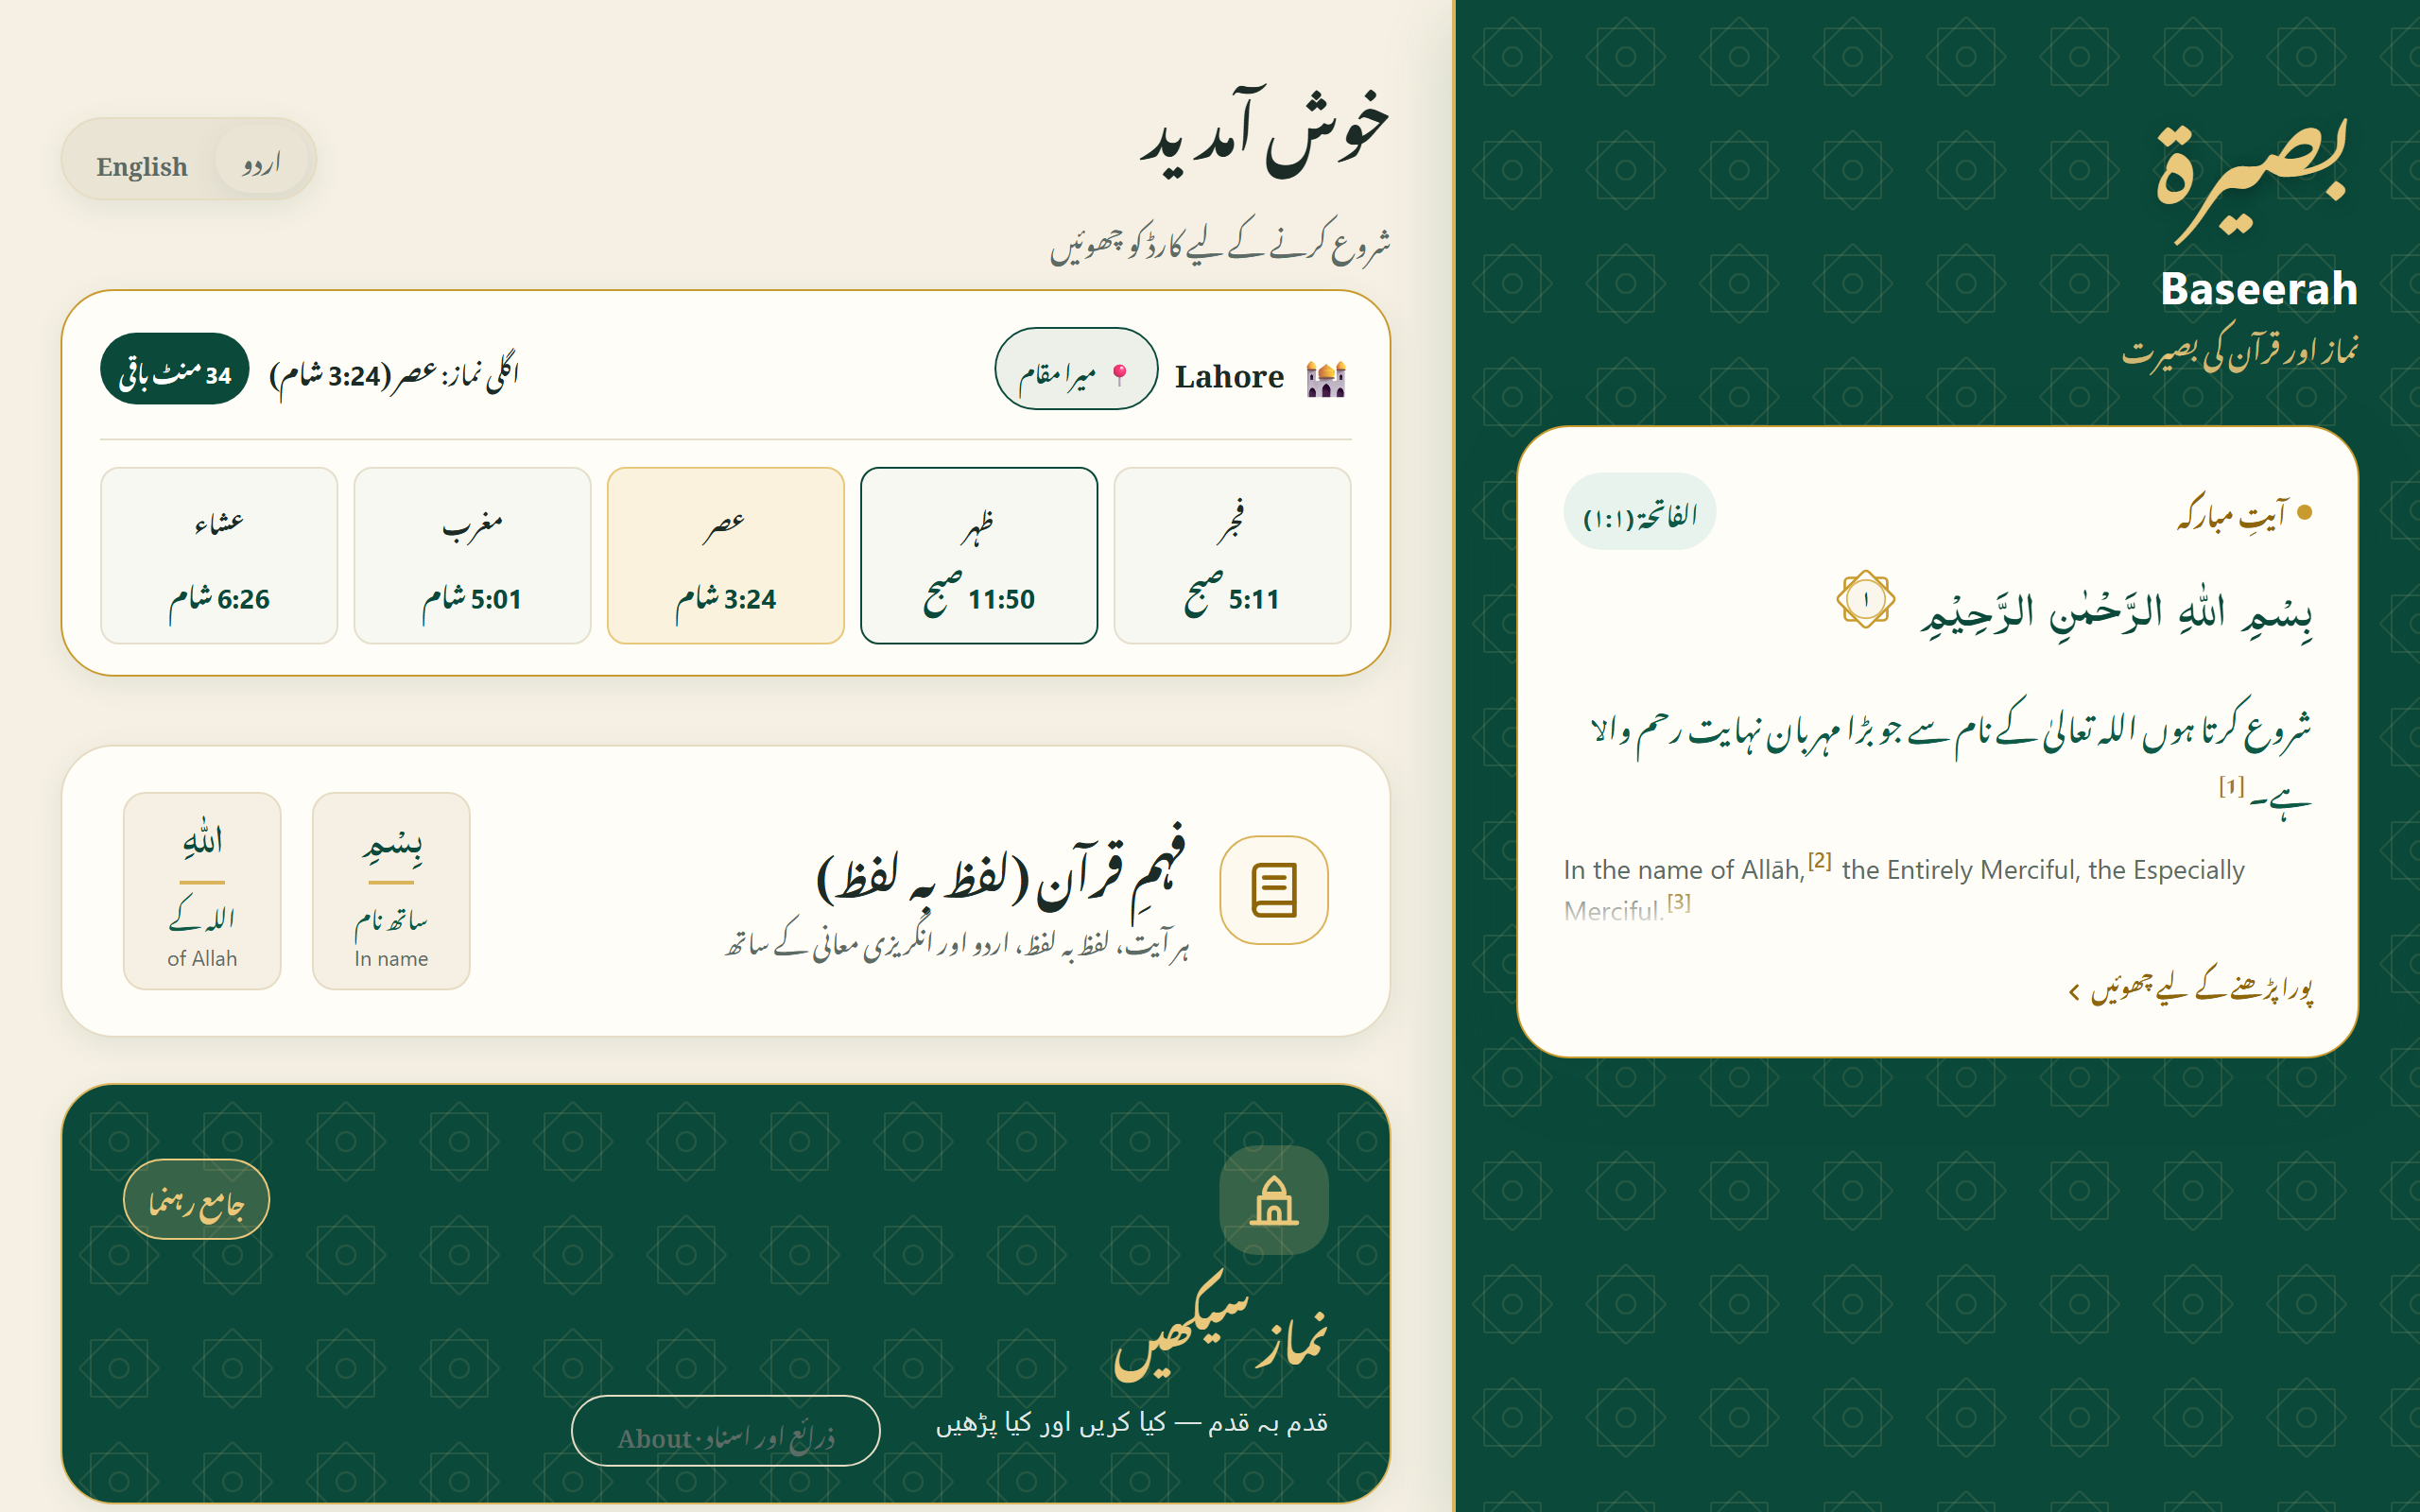 بصيرة
Baseerah
نماز اور قرآن کی بصیرت
آیتِ مبارکہ
الفاتحة (۱:۱)
بِسْمِ اللّٰهِ الرَّحْمٰنِ الرَّحِيْمِ ۱
شروع کرتا ہوں اللہ تعالیٰ کے نام سے جو بڑا مہربان نہایت رحم والا
ہے۔ [1]
In the name of Allāh,[2] the Entirely Merciful, the Especially
Merciful.[3]
پورا پڑھنے کے لیے چھوئیں ›
خوش آمدید
شروع کرنے کے لیے کارڈ کو چھوئیں
اردو
English
Lahore
میرا مقام
اگلی نماز: عصر (3:24 شام)
34 منٹ باقی
فجر
5:11 صبح
ظہر
11:50 صبح
عصر
3:24 شام
مغرب
5:01 شام
عشاء
6:26 شام
فہمِ قرآن (لفظ بہ لفظ)
ہر آیت، لفظ بہ لفظ، اردو اور انگریزی معانی کے ساتھ
بِسْمِ
ساتھ نام
In name
اللّٰهِ
اللہ کے
of Allah
جامع رہنما
نماز سیکھیں
قدم بہ قدم — کیا کریں اور کیا پڑھیں
ذرائع اور اسناد · About